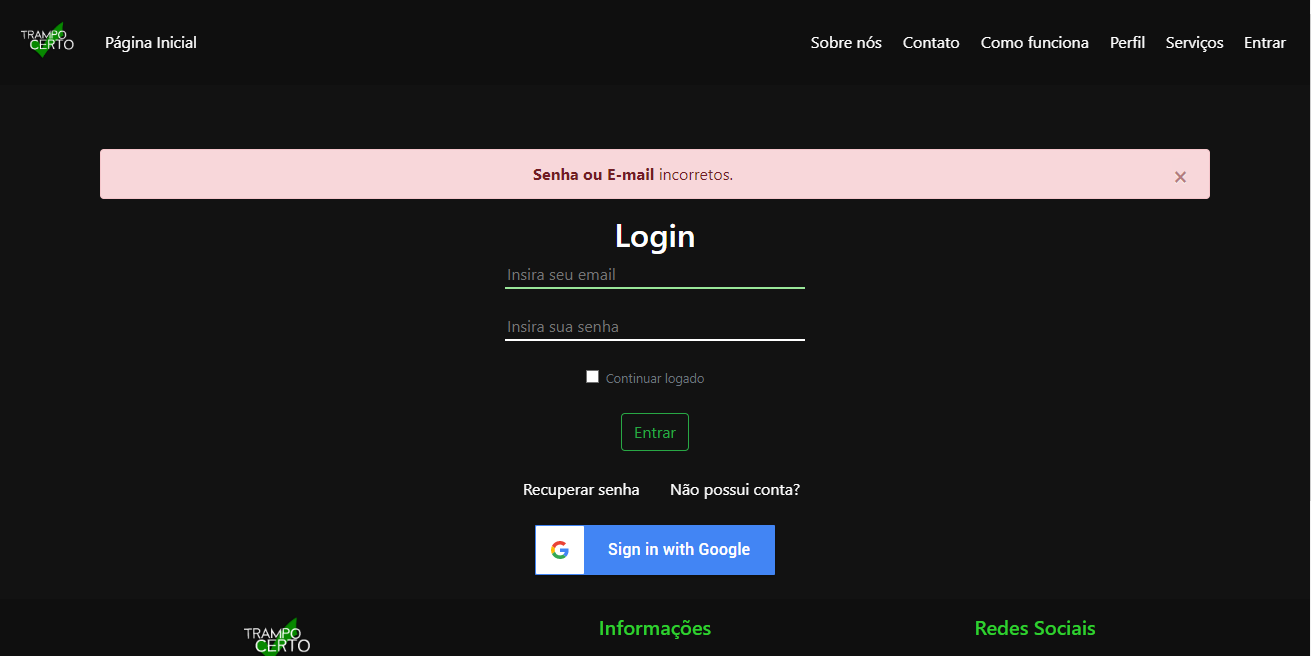 TRAMPO
CERTO
Página Inicial
Sobre nós Contato Como funciona Perfil Serviços Entrar
Senha ou E-mail incorretos. ×
Login
Insira seu email
Insira sua senha
Continuar logado
Entrar
Recuperar senha Não possui conta?
G Sign in with Google
TRAMPO
CERTO
Informações
Redes Sociais